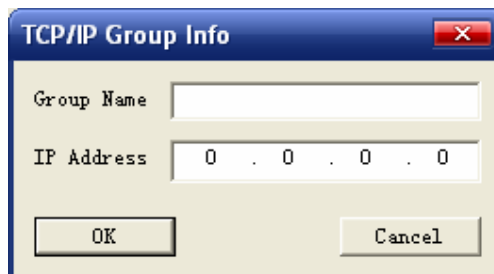 TCP/IP Group Info
Group Name
IP Address 0 . 0 . 0 . 0
OK Cancel